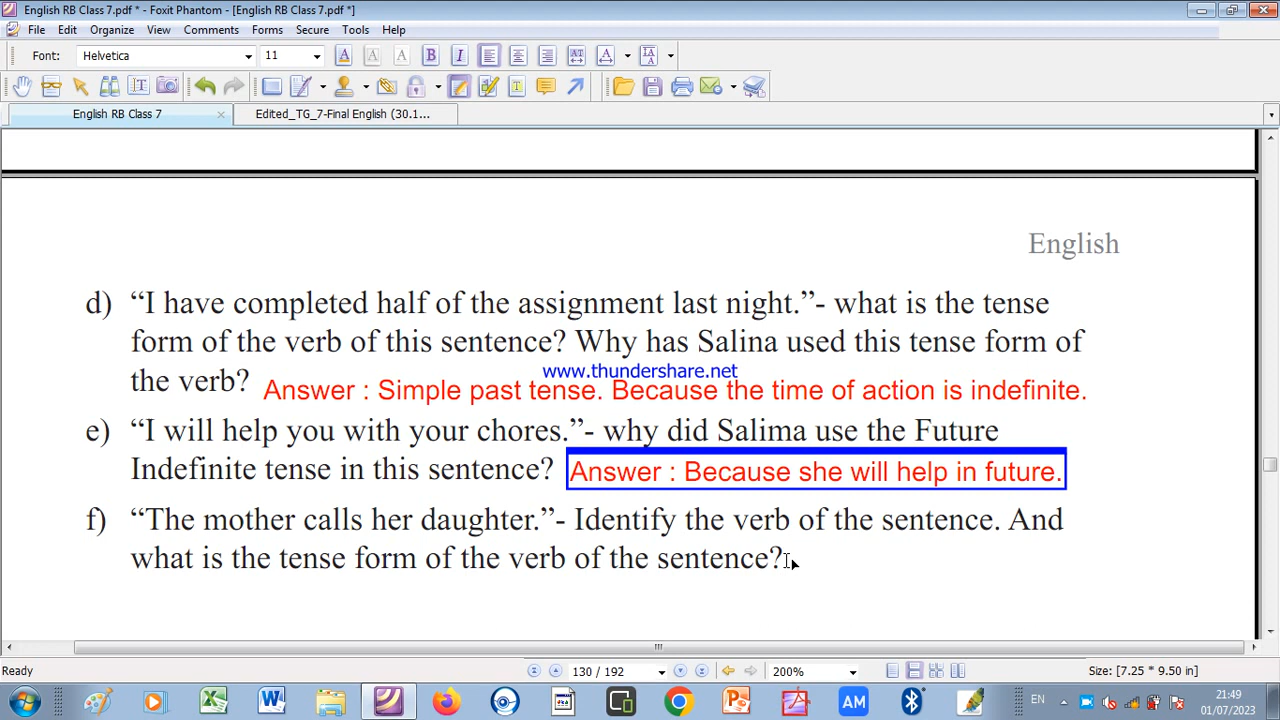 English RB Class 7.pdf * - Foxit Phantom - [English RB Class 7.pdf *]
File Edit Organize View Comments Forms Secure Tools Help
Font: Helvetica 11
English RB Class 7 Edited_TG_7-Final English (30.1...
English
d) “I have completed half of the assignment last night.”- what is the tense
form of the verb of this sentence? Why has Salina used this tense form of
www.thundershare.net
the verb? Answer : Simple past tense. Because the time of action is indefinite.
e) “I will help you with your chores.”- why did Salima use the Future
Indefinite tense in this sentence? Answer : Because she will help in future.
f) “The mother calls her daughter.”- Identify the verb of the sentence. And
what is the tense form of the verb of the sentence?
Ready 130 / 192 200% Size: [7.25 * 9.50 in]
EN 21:49
01/07/2023